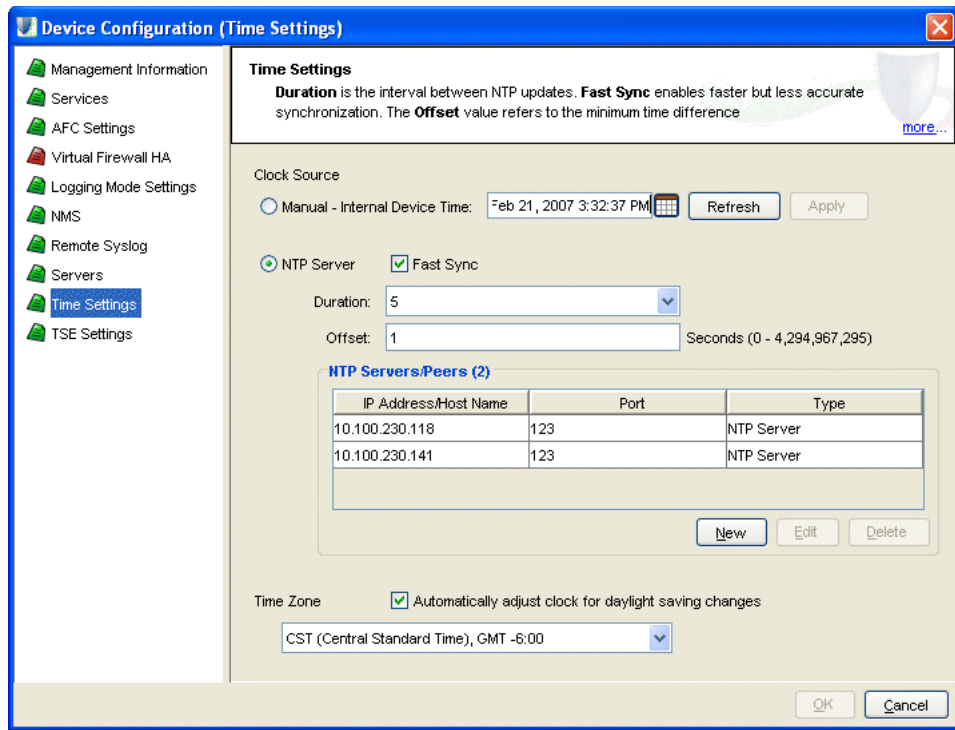 Device Configuration (Time Settings)
Management Information
Services
AFC Settings
Virtual Firewall HA
Logging Mode Settings
NMS
Remote Syslog
Servers
Time Settings
TSE Settings
Time Settings
Duration is the interval between NTP updates. Fast Sync enables faster but less accurate
synchronization. The Offset value refers to the minimum time difference
more...
Clock Source
Manual - Internal Device Time: Feb 21, 2007 3:32:37 PM Refresh Apply
NTP Server Fast Sync
Duration: 5
Offset: 1 Seconds (0 - 4,294,967,295)
NTP Servers/Peers (2)
IP Address/Host Name Port Type
10.100.230.118 123 NTP Server
10.100.230.141 123 NTP Server
New Edit Delete
Time Zone Automatically adjust clock for daylight saving changes
CST (Central Standard Time), GMT -6:00
OK Cancel